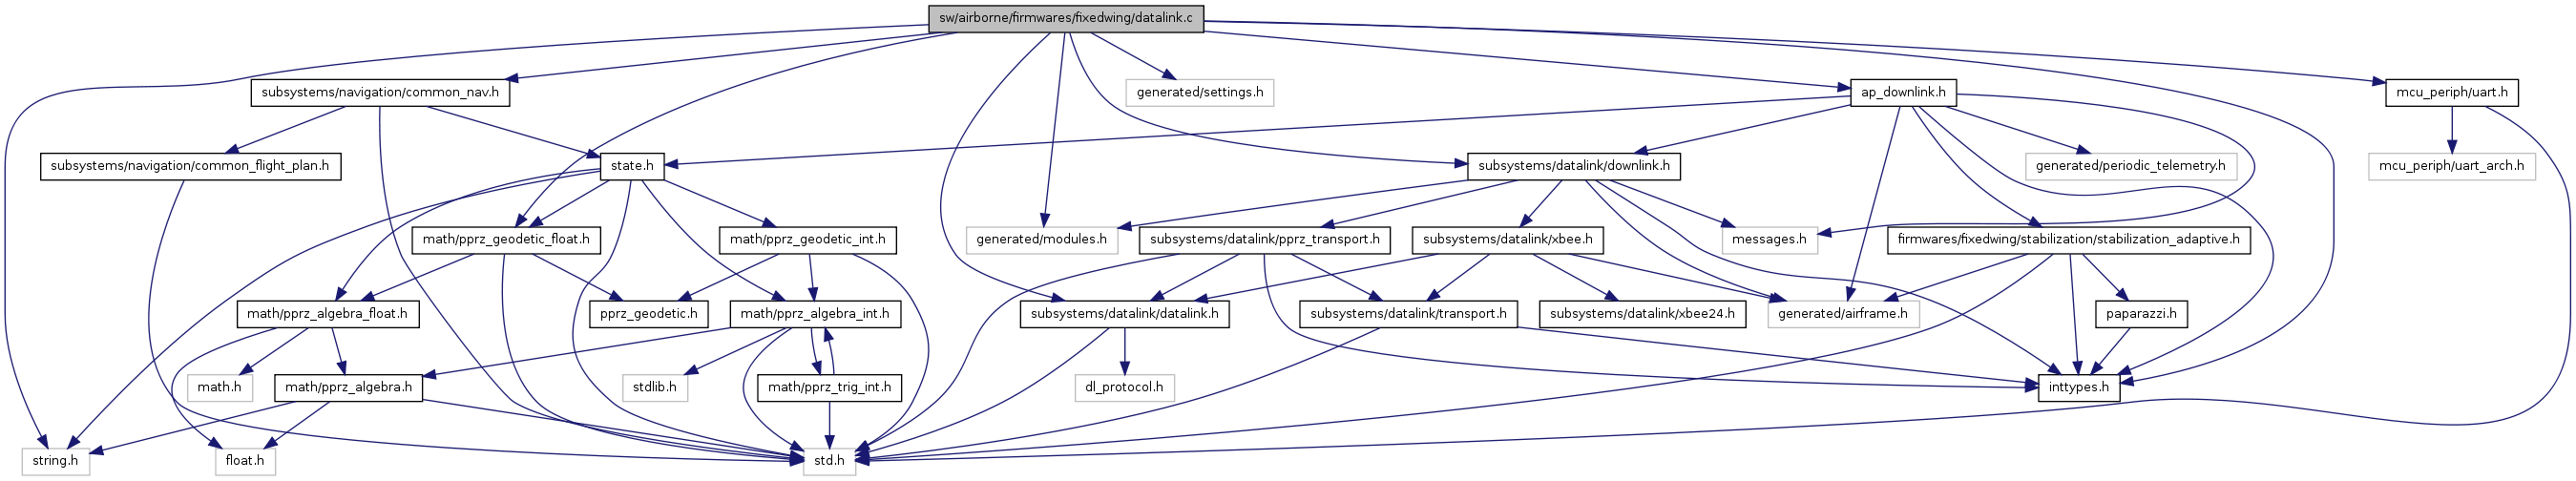 sw/airborne/firmwares/fixedwing/datalink.c
subsystems/navigation/common_nav.h
generated/settings.h
ap_downlink.h
mcu_periph/uart.h
subsystems/navigation/common_flight_plan.h
state.h
subsystems/datalink/downlink.h
generated/periodic_telemetry.h
mcu_periph/uart_arch.h
math/pprz_geodetic_float.h
math/pprz_geodetic_int.h
generated/modules.h
subsystems/datalink/pprz_transport.h
subsystems/datalink/xbee.h
messages.h
firmwares/fixedwing/stabilization/stabilization_adaptive.h
math/pprz_algebra_float.h
pprz_geodetic.h
math/pprz_algebra_int.h
subsystems/datalink/datalink.h
subsystems/datalink/transport.h
subsystems/datalink/xbee24.h
generated/airframe.h
paparazzi.h
math.h
math/pprz_algebra.h
stdlib.h
math/pprz_trig_int.h
dl_protocol.h
inttypes.h
string.h
float.h
std.h